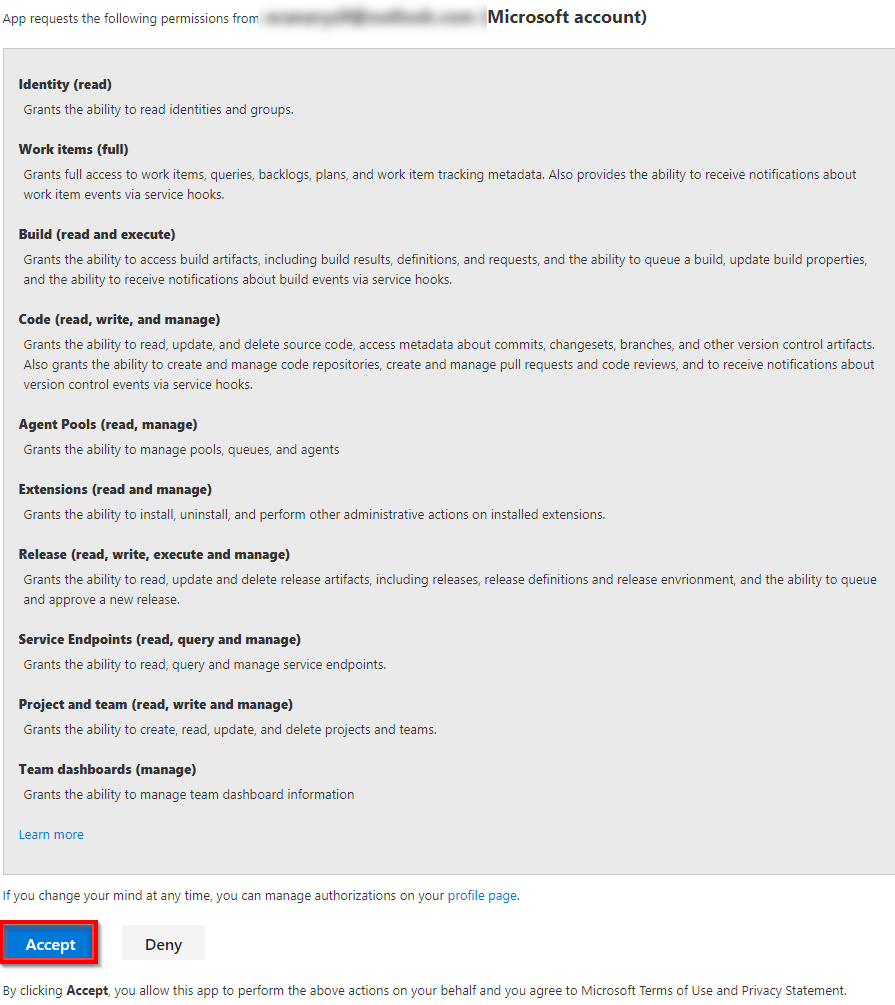 App requests the following permissions from Microsoft account)
Identity (read)
Grants the ability to read identities and groups.
Work items (full)
Grants full access to work items, queries, backlogs, plans, and work item tracking metadata. Also provides the ability to receive notifications about
work item events via service hooks.
Build (read and execute)
Grants the ability to access build artifacts, including build results, definitions, and requests, and the ability to queue a build, update build properties,
and the ability to receive notifications about build events via service hooks.
Code (read, write, and manage)
Grants the ability to read, update, and delete source code, access metadata about commits, changesets, branches, and other version control artifacts.
Also grants the ability to create and manage code repositories, create and manage pull requests and code reviews, and to receive notifications about
version control events via service hooks.
Agent Pools (read, manage)
Grants the ability to manage pools, queues, and agents
Extensions (read and manage)
Grants the ability to install, uninstall, and perform other administrative actions on installed extensions.
Release (read, write, execute and manage)
Grants the ability to read, update and delete release artifacts, including releases, release definitions and release envrionment, and the ability to queue
and approve a new release.
Service Endpoints (read, query and manage)
Grants the ability to read, query and manage service endpoints.
Project and team (read, write and manage)
Grants the ability to create, read, update, and delete projects and teams.
Team dashboards (manage)
Grants the ability to manage team dashboard information
Learn more
If you change your mind at any time, you can manage authorizations on your profile page.
Accept Deny
By clicking Accept, you allow this app to perform the above actions on your behalf and you agree to Microsoft Terms of Use and Privacy Statement.